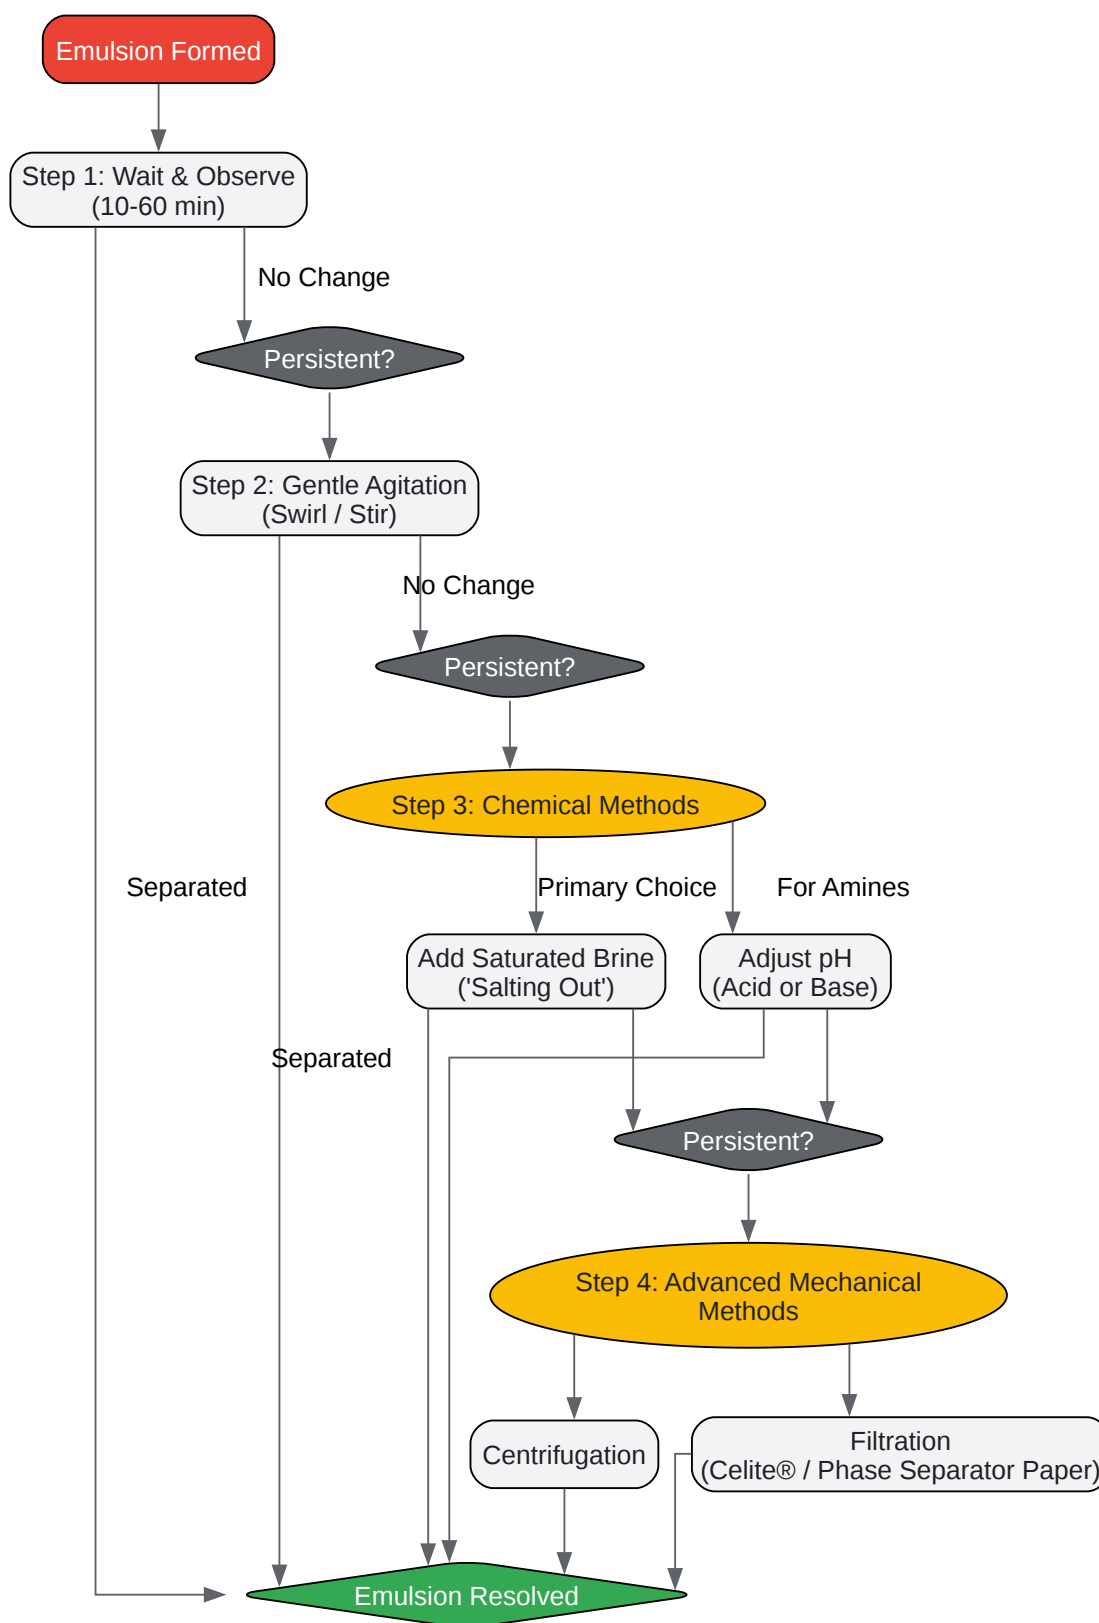 Emulsion Formed
Step 1: Wait & Observe
(10-60 min)
No Change
Persistent?
Step 2: Gentle Agitation
(Swirl / Stir)
No Change
Persistent?
Step 3: Chemical Methods
Separated
Primary Choice
For Amines
Add Saturated Brine
('Salting Out')
Adjust pH
(Acid or Base)
Separated
Persistent?
Step 4: Advanced Mechanical
Methods
Centrifugation
Filtration
(Celite® / Phase Separator Paper)
Emulsion Resolved